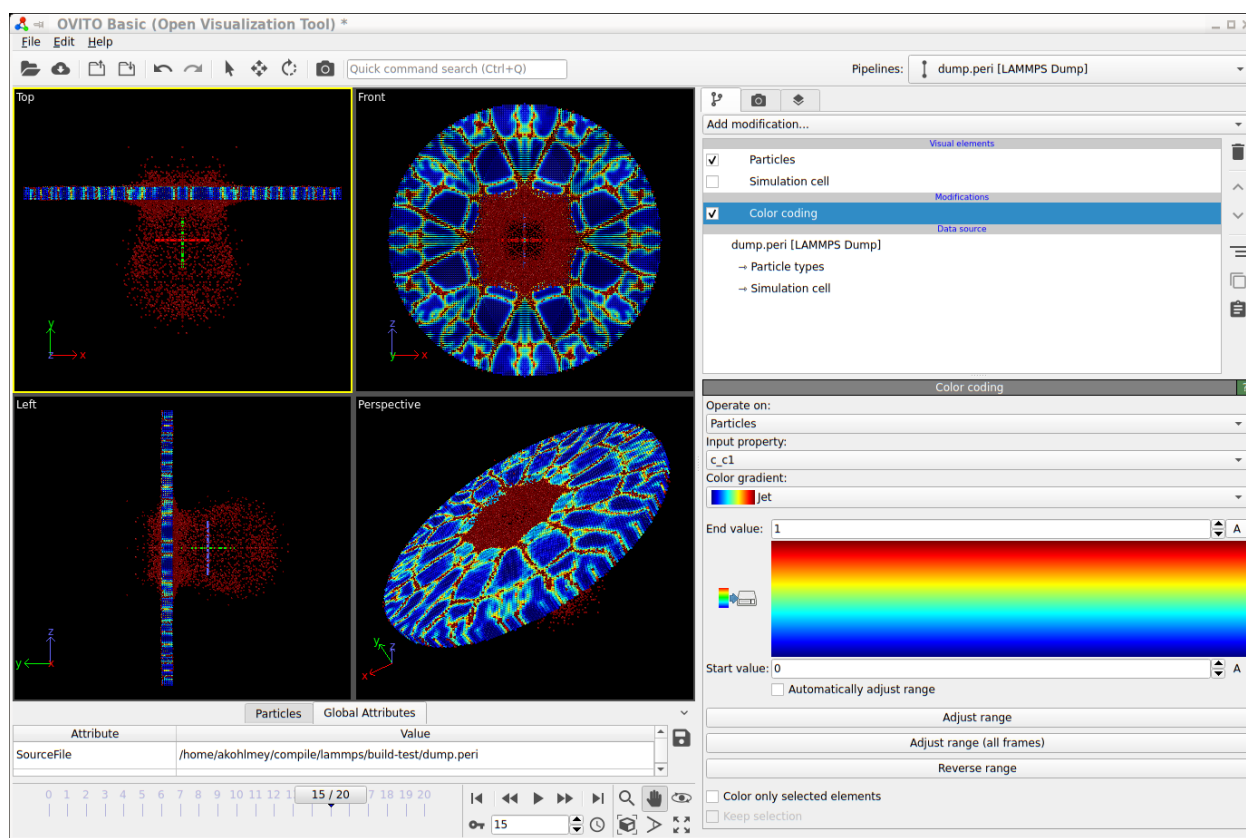 OVITO Basic (Open Visualization Tool) *
File Edit Help
Quick command search (Ctrl+Q)
Pipelines: dump.peri [LAMMPS Dump]
Top
Front
y
z
x
z
y
x
Left
Perspective
z
y
x
y
z
x
Particles Global Attributes
Attribute Value
SourceFile /home/akohlmey/compile/lammps/build-test/dump.peri
0 1 2 3 4 5 6 7 8 9 10 11 12 1 15 / 20 7 18 19 20
15
Add modification...
Visual elements
Particles
Simulation cell
Modifications
Color coding
Data source
dump.peri [LAMMPS Dump]
→ Particle types
→ Simulation cell
Color coding
?
Operate on:
Particles
Input property:
c_c1
Color gradient:
Jet
End value: 1 A
Start value: 0 A
Automatically adjust range
Adjust range
Adjust range (all frames)
Reverse range
Color only selected elements
Keep selection